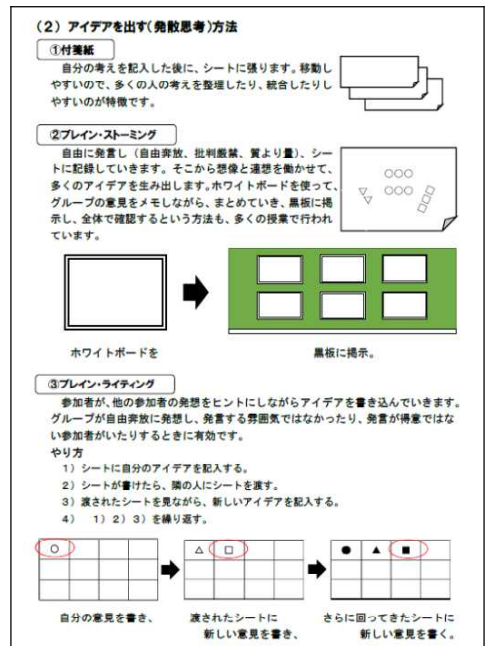 (2) アイデアを出す(発散思考)方法
①付箋紙
自分の考えを記入した後に、シートに張ります。移動し
やすいので、多くの人の考えを整理したり、統合したりし
やすいのが特徴です。
②ブレイン・ストーミング
自由に発言し(自由奔放、批判厳禁、質より量)、シー
トに記録していきます。そこから想像と連想を働かせて、
多くのアイデアを生み出します。ホワイトボードを使って、
グループの意見をメモしながら、まとめていき、黒板に掲
示し、全体で確認するという方法も、多くの授業で行われ
ています。
ホワイトボードを
黒板に掲示。
③ブレイン・ライティング
参加者が、他の参加者の発想をヒントにしながらアイデアを書き込んでいきます。
グループが自由奔放に発想し、発言する雰囲気ではなかったり、発言が得意ではな
い参加者がいたりするときに有効です。
やり方
1)シートに自分のアイデアを記入する。
2)シートが書けたら、隣の人にシートを渡す。
3)渡されたシートを見ながら、新しいアイデアを記入する。
4) 1)2)3)を繰り返す。
自分の意見を書き、
渡されたシートに
新しい意見を書き、
さらに回ってきたシートに
新しい意見を書く。